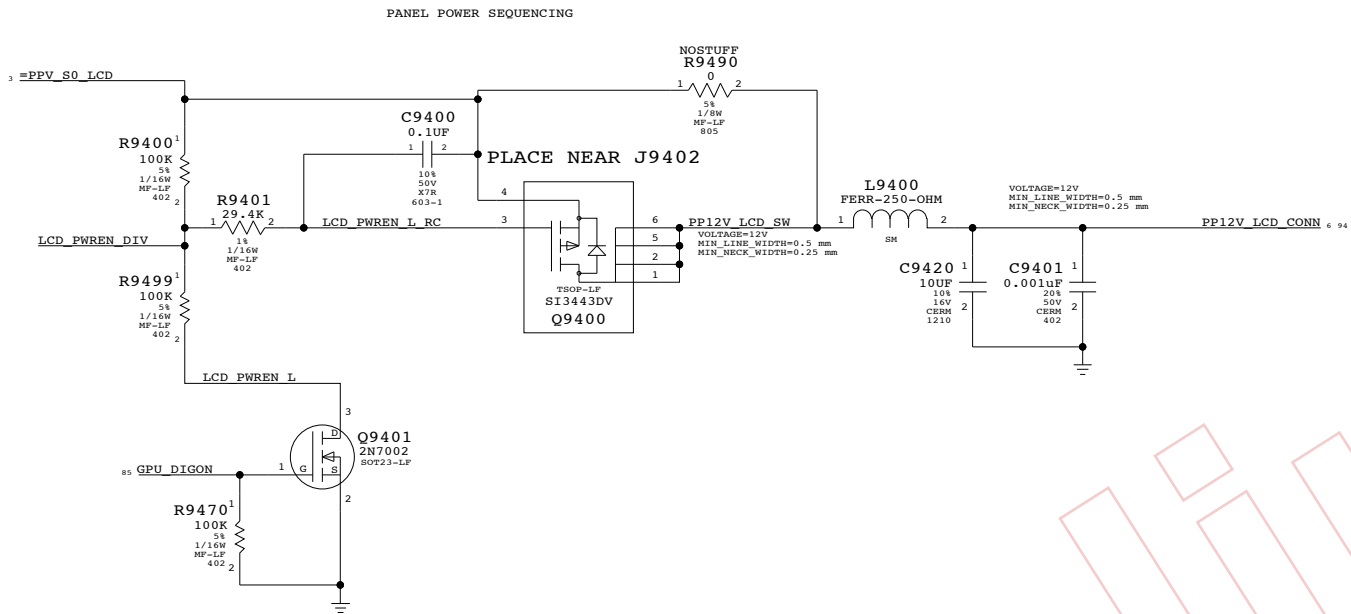 PANEL POWER SEQUENCING
3 =PPV_S0_LCD
NOSTUFF
R9490
0
1 2
5%
1/8W
MF-LF
805
C9400
0.1UF
1 2
10%
50V
X7R
603-1
PLACE NEAR J9402
R9400
1
100K
5%
1/16W
MF-LF
402
2
R9401
29.4K
1 2
1%
1/16W
MF-LF
402
LCD_PWREN_L_RC
LCD_PWREN_DIV
4
3
6
5
2
1
TSOP-LF
SI3443DV
Q9400
PP12V_LCD_SW
VOLTAGE=12V
MIN_LINE_WIDTH=0.5 mm
MIN_NECK_WIDTH=0.25 mm
L9400
FERR-250-OHM
1 2
SM
VOLTAGE=12V
MIN_LINE_WIDTH=0.5 mm
MIN_NECK_WIDTH=0.25 mm
PP12V_LCD_CONN 6 94
C9420
1
10UF
10%
16V
2
CERM
1210
C9401
1
0.001uF
20%
50V
2
CERM
402
R9499
1
100K
5%
1/16W
MF-LF
402
2
LCD_PWREN_L
3
D
Q9401
2N7002
SOT23-LF
1
G S
2
85 GPU_DIGON
R9470
1
100K
5%
1/16W
MF-LF
402
2